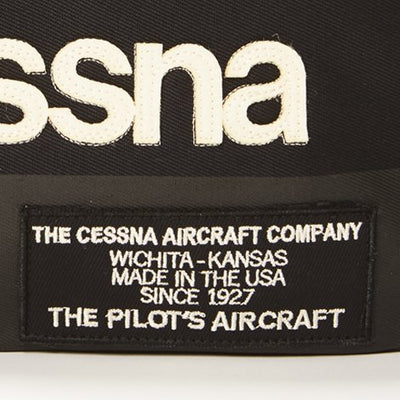 ssna
THE CESSNA AIRCRAFT COMPANY
WICHITA-KANSAS
MADE IN THE USA
SINCE 1927
THE PILOT'S AIRCRAFT